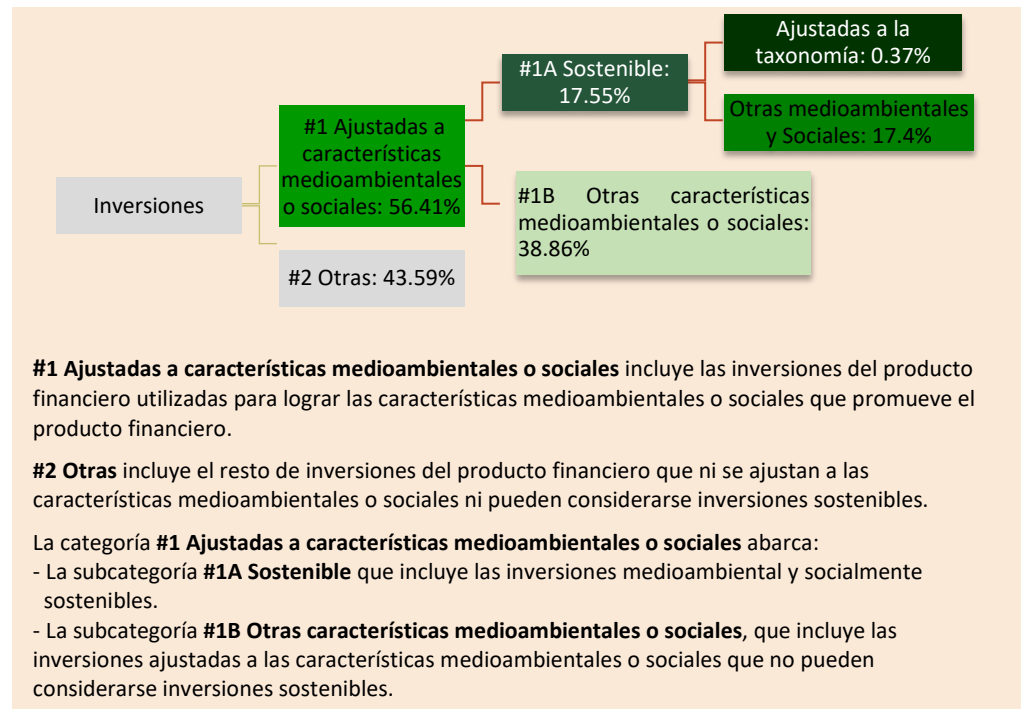 Ajustadas a la
taxonomía: 0.37%
#1A Sostenible:
17.55%
Otras medioambientales
y Sociales: 17.4%
#1 Ajustadas a
características
medioambientales
o sociales: 56.41%
Inversiones
#1B Otras características
medioambientales o sociales:
38.86%
#2 Otras: 43.59%
#1 Ajustadas a características medioambientales o sociales incluye las inversiones del producto
financiero utilizadas para lograr las características medioambientales o sociales que promueve el
producto financiero.
#2 Otras incluye el resto de inversiones del producto financiero que ni se ajustan a las
características medioambientales o sociales ni pueden considerarse inversiones sostenibles.
La categoría #1 Ajustadas a características medioambientales o sociales abarca:
- La subcategoría #1A Sostenible que incluye las inversiones medioambiental y socialmente
sostenibles.
- La subcategoría #1B Otras características medioambientales o sociales, que incluye las
inversiones ajustadas a las características medioambientales o sociales que no pueden
considerarse inversiones sostenibles.